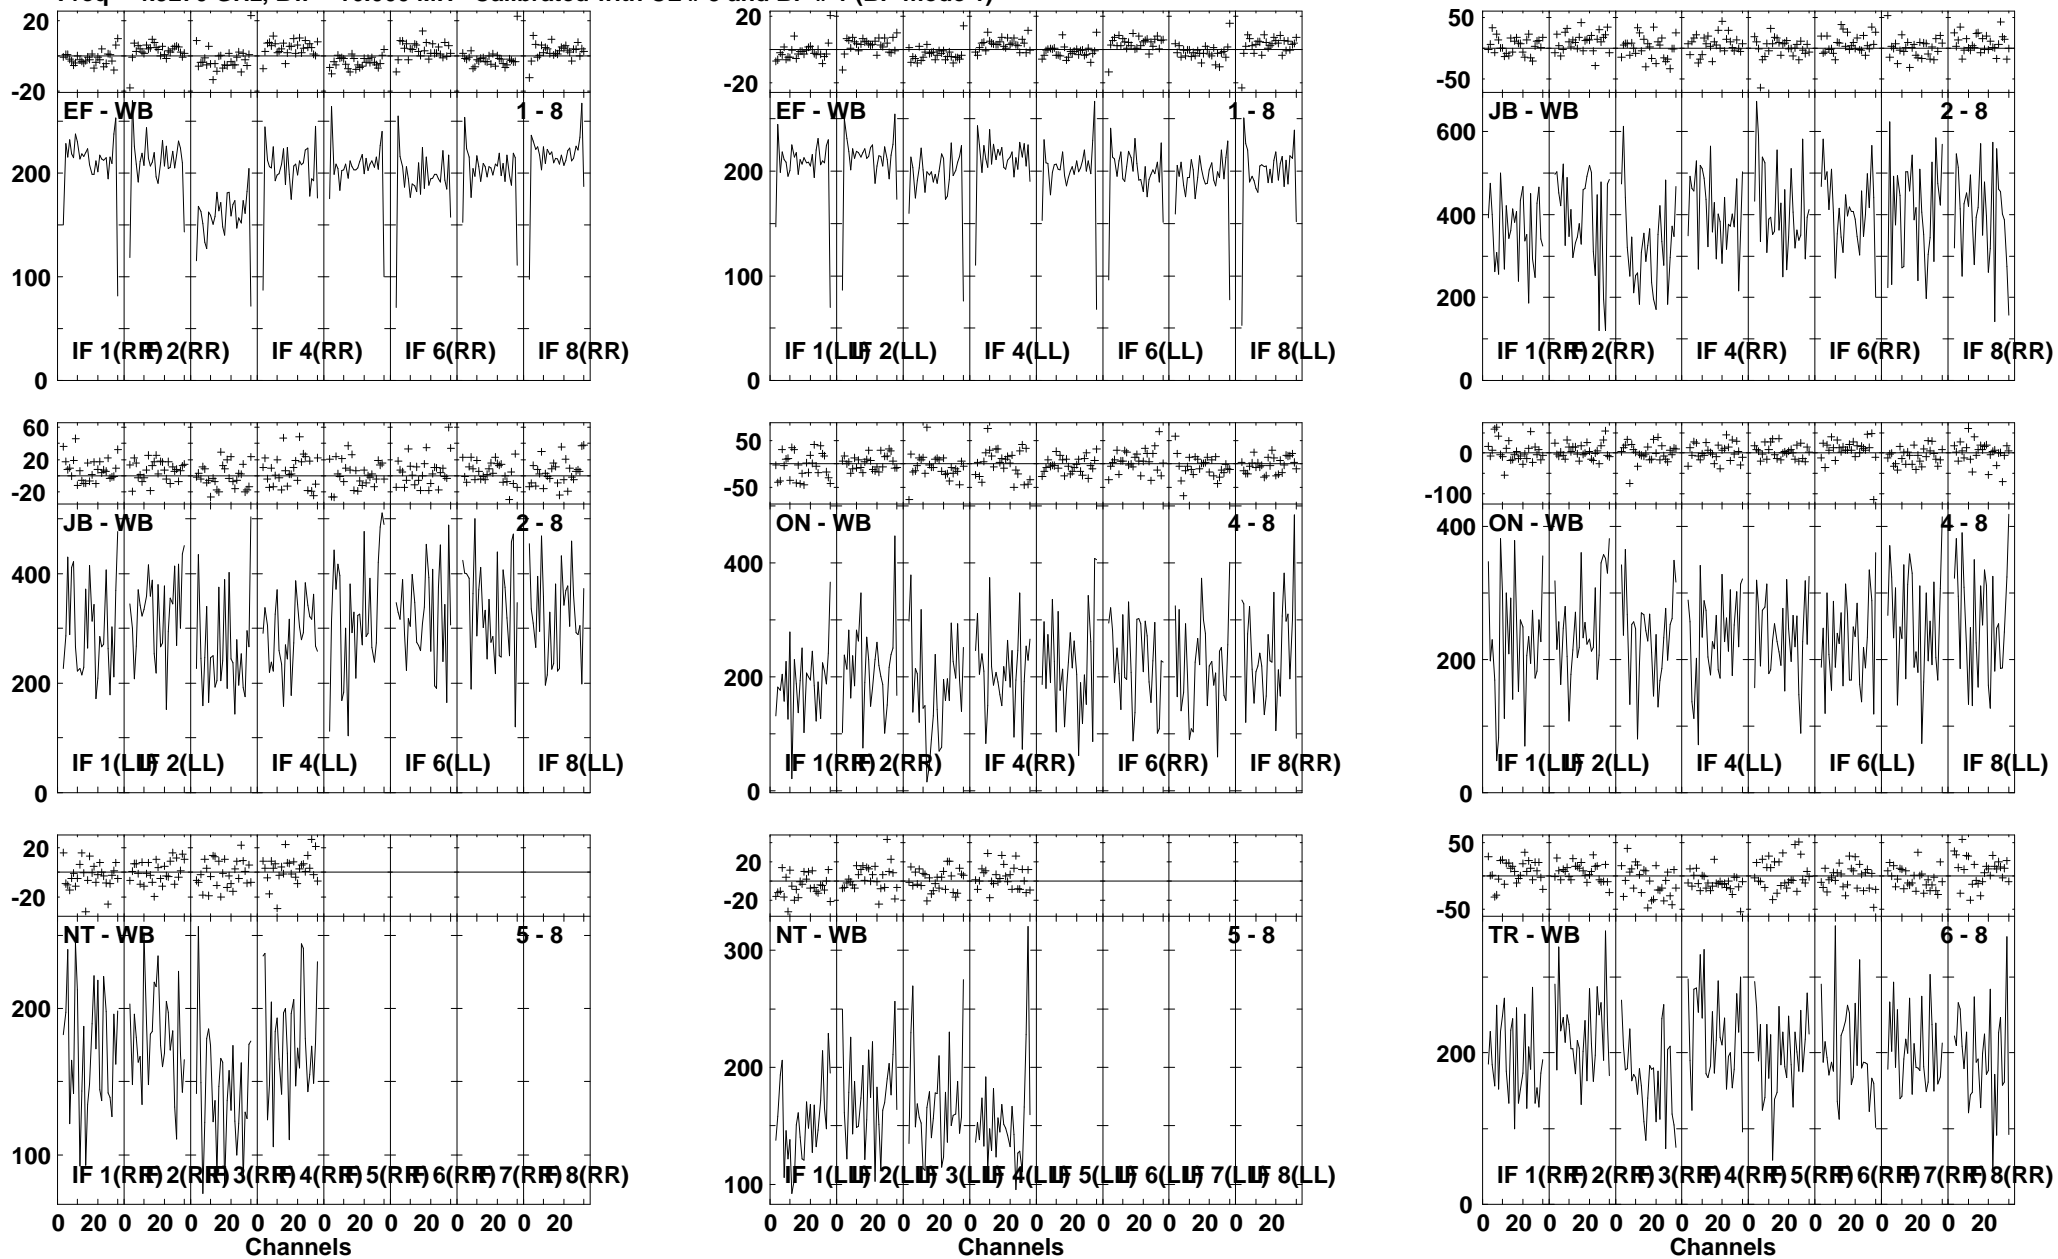 Freq GHz, Calibrated with and
20
-20
EF - WB 1 - 8
200
100
0
IF 1(RR) IF 2(RR) IF 4(RR) IF 6(RR) IF 8(RR)
20
-20
EF - WB 1 - 8
200
100
0
IF 1(LL) IF 2(LL) IF 4(LL) IF 6(LL) IF 8(LL)
50
-50
JB - WB 2 - 8
600
400
200
0
IF 1(RR) IF 2(RR) IF 4(RR) IF 6(RR) IF 8(RR)
60
20
-20
JB - WB 2 - 8
400
200
0
IF 1(LL) IF 2(LL) IF 4(LL) IF 6(LL) IF 8(LL)
50
-50
ON - WB 4 - 8
400
200
0
IF 1(RR) IF 2(RR) IF 4(RR) IF 6(RR) IF 8(RR)
0
-100
ON - WB 4 - 8
400
200
0
IF 1(LL) IF 2(LL) IF 4(LL) IF 6(LL) IF 8(LL)
20
-20
NT - WB 5 - 8
200
100
IF 1(RR) IF 2(RR) IF 3(RR) IF 4(RR) IF 5(RR) IF 6(RR) IF 7(RR) IF 8(RR)
0 20 0 20 0 20 0 20 0 20 0 20 0 20 0 20
Channels
20
-20
NT - WB 5 - 8
300
200
100
IF 1(LL) IF 2(LL) IF 3(LL) IF 4(LL) IF 5(LL) IF 6(LL) IF 7(LL) IF 8(LL)
0 20 0 20 0 20 0 20 0 20 0 20 0 20 0 20
Channels
50
-50
TR - WB 6 - 8
200
0
IF 1(RR) IF 2(RR) IF 3(RR) IF 4(RR) IF 5(RR) IF 6(RR) IF 7(RR) IF 8(RR)
0 20 0 20 0 20 0 20 0 20 0 20 0 20 0 20
Channels